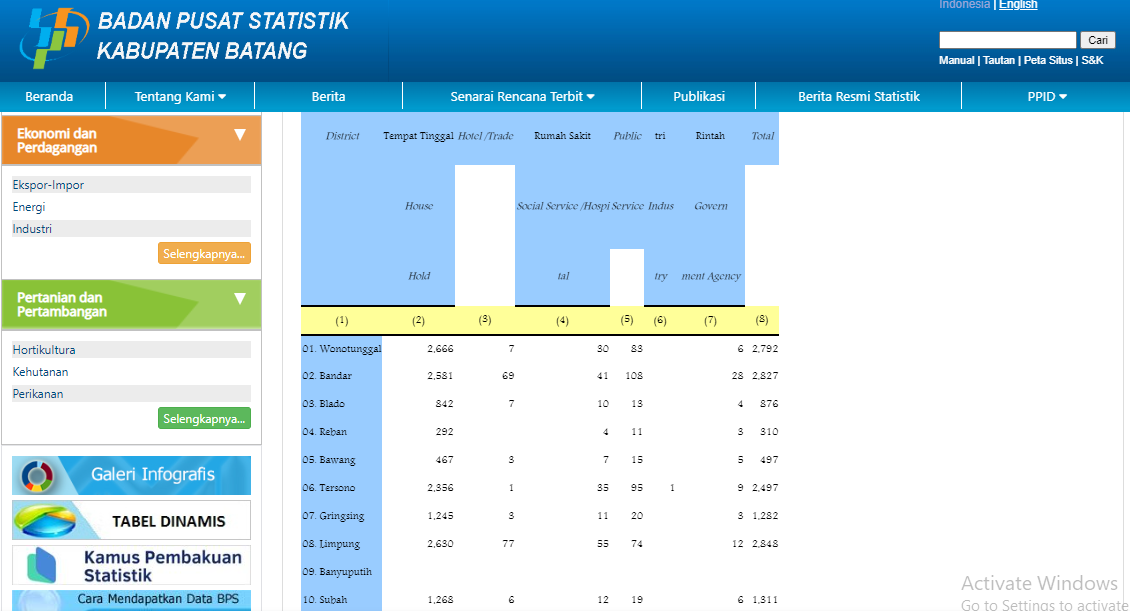 BADAN PUSAT STATISTIK
KABUPATEN BATANG
Indonesia | English
Cari
Manual | Tautan | Peta Situs | S&K
Beranda Tentang Kami Berita Senarai Rencana Terbit Publikasi Berita Resmi Statistik PPID
Ekonomi dan
Perdagangan
Ekspor-Impor
Energi
Industri
Selengkapnya...
Pertanian dan
Pertambangan
Hortikultura
Kehutanan
Perikanan
Selengkapnya...
Galeri Infografis
TABEL DINAMIS
Kamus Pembakuan
Statistik
Cara Mendapatkan Data BPS
District Tempat Tinggal Hotel /Trade Rumah Sakit Public tri Rintah Total
House Social Service /Hospi Service Indus Govern
Hold tal try ment Agency
(1) (2) (3) (4) (5) (6) (7) (8)
01. Wonotunggal 2,666 7 30 83 6 2,792
02. Bandar 2,581 69 41 108 28 2,827
03. Blado 842 7 10 13 4 876
04. Reban 292 4 11 3 310
05. Bawang 467 3 7 15 5 497
06. Tersono 2,356 1 35 95 1 9 2,497
07. Gringsing 1,245 3 11 20 3 1,282
08. Limpung 2,630 77 55 74 12 2,848
09. Banyuputih
10. Subah 1,268 6 12 19 6 1,311
Activate Windows
Go to Settings to activate